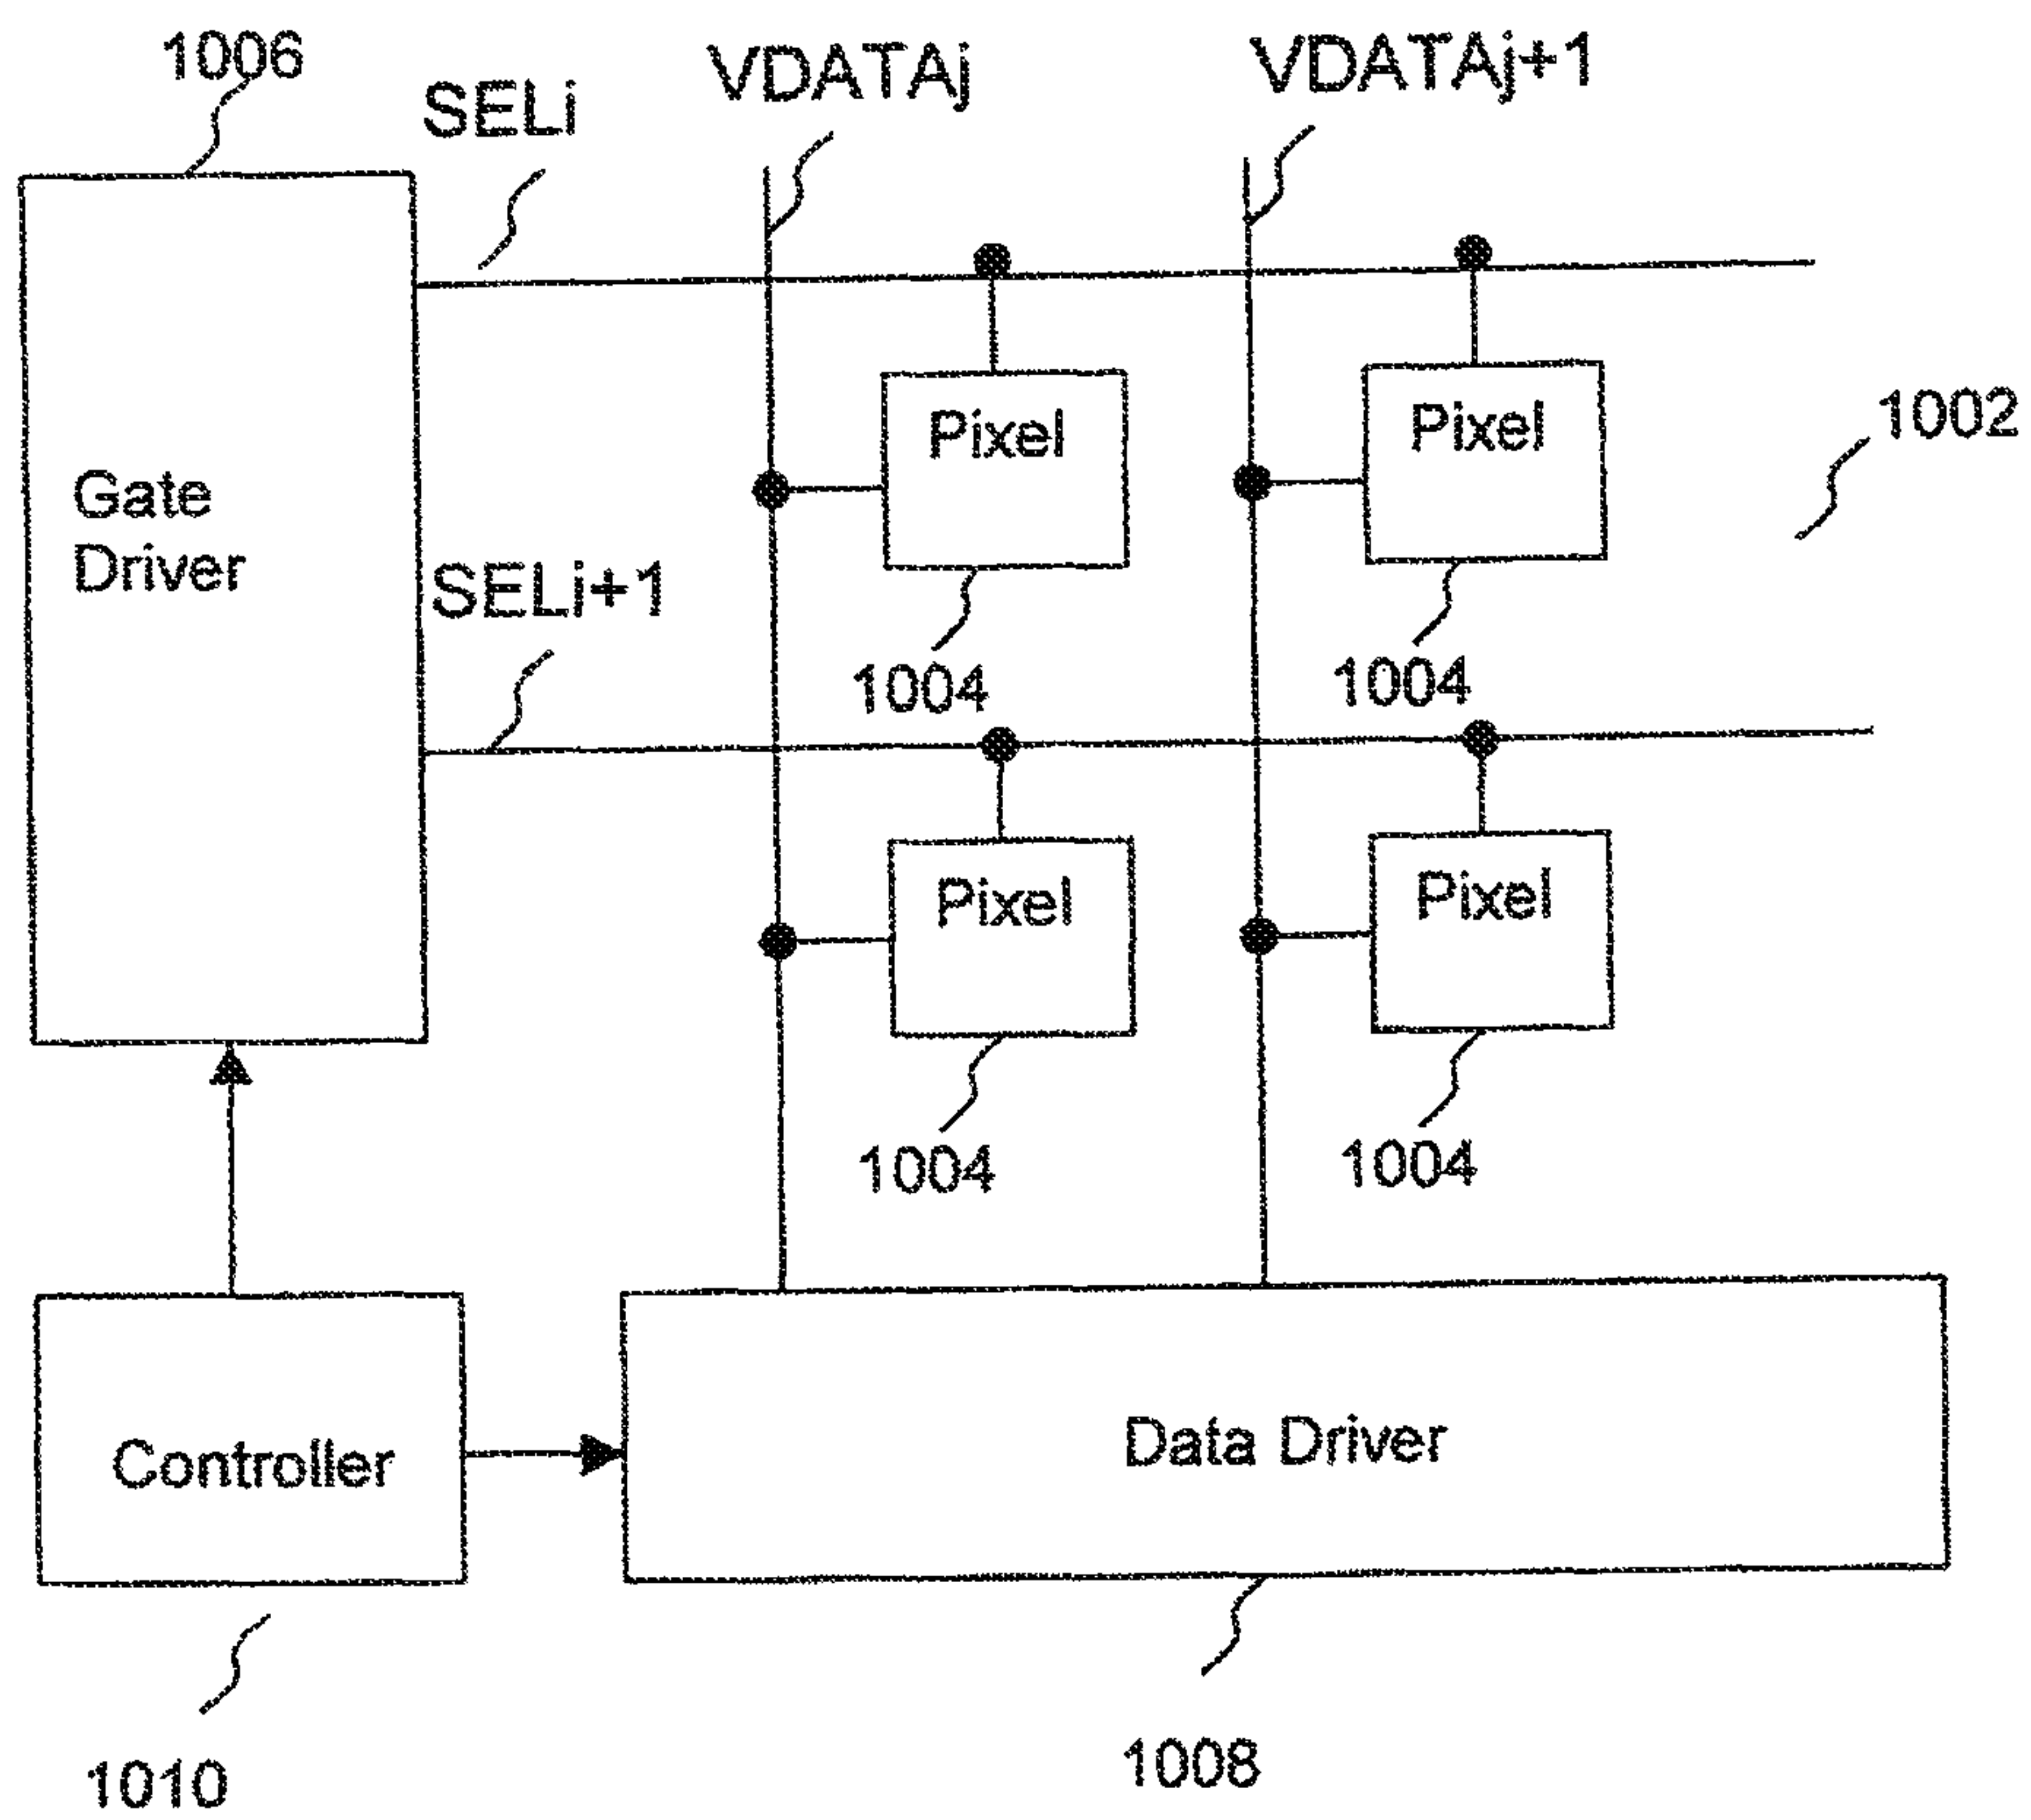 1006
SELi
VDATAj
VDATAj+1
Pixel
Pixel
1002
Gate
Driver
SELi+1
1004
1004
Pixel
Pixel
1004
1004
Controller
Data Driver
1010
1008